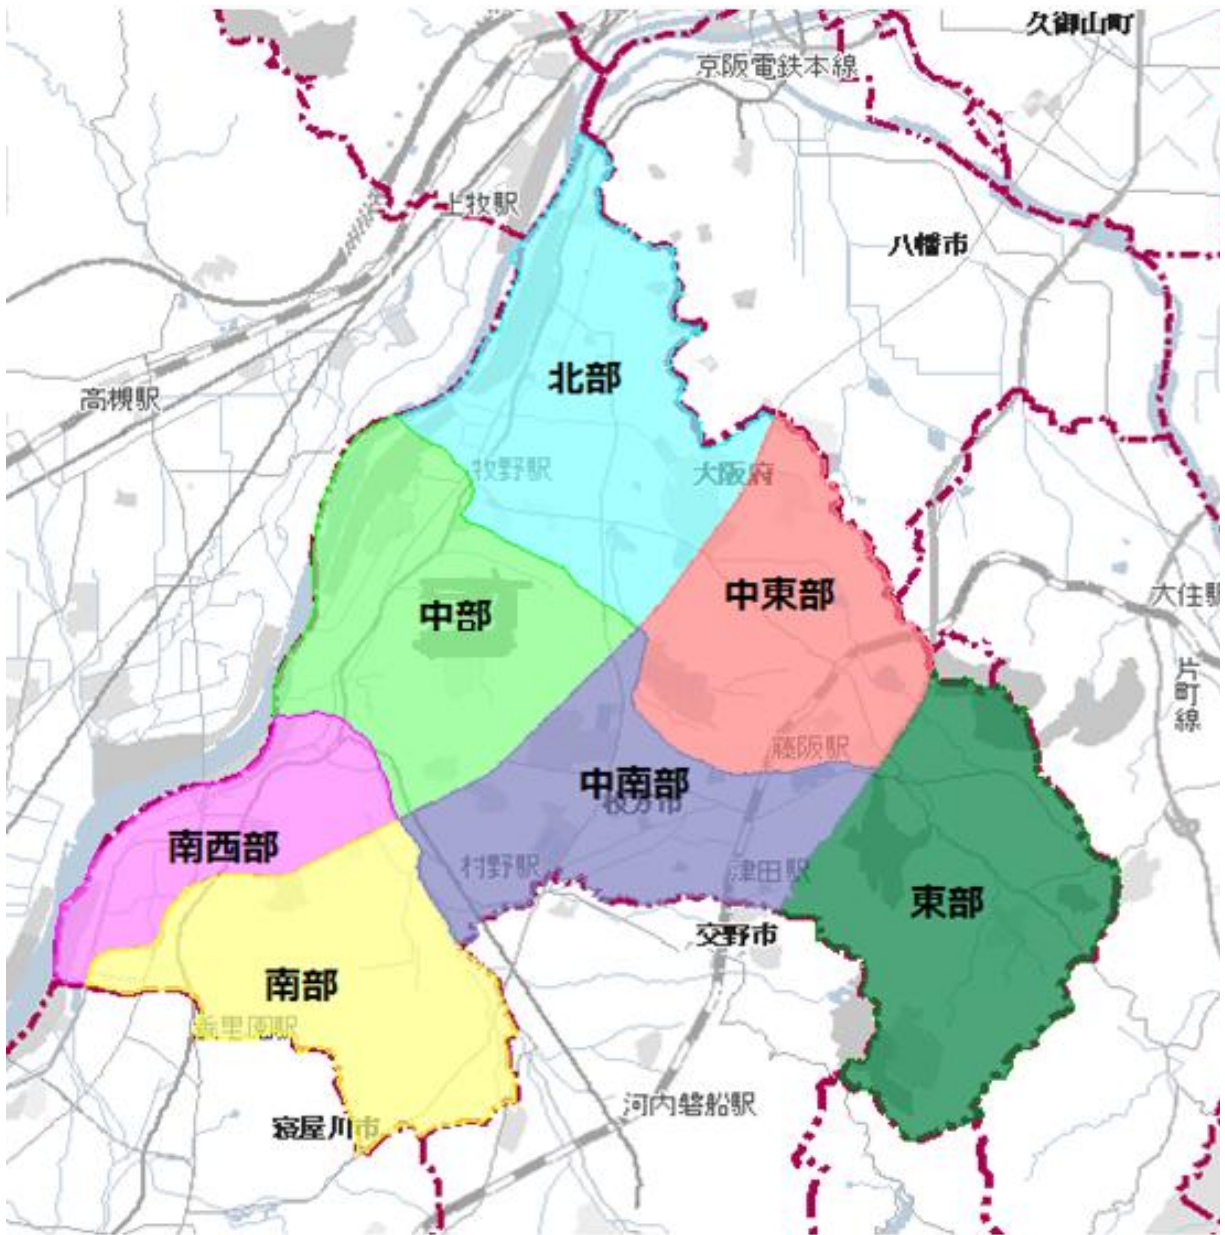 久御山町
京阪電鉄本線
上牧駅
八幡市
北部
高槻駅
牧野駅
大阪府
中東部
大住駅
中部
片町線
藤阪駅
中南部
枚方市
南西部
村野駅
津田駅
東部
交野市
南部
香里園駅
河内磐船駅
寝屋川市